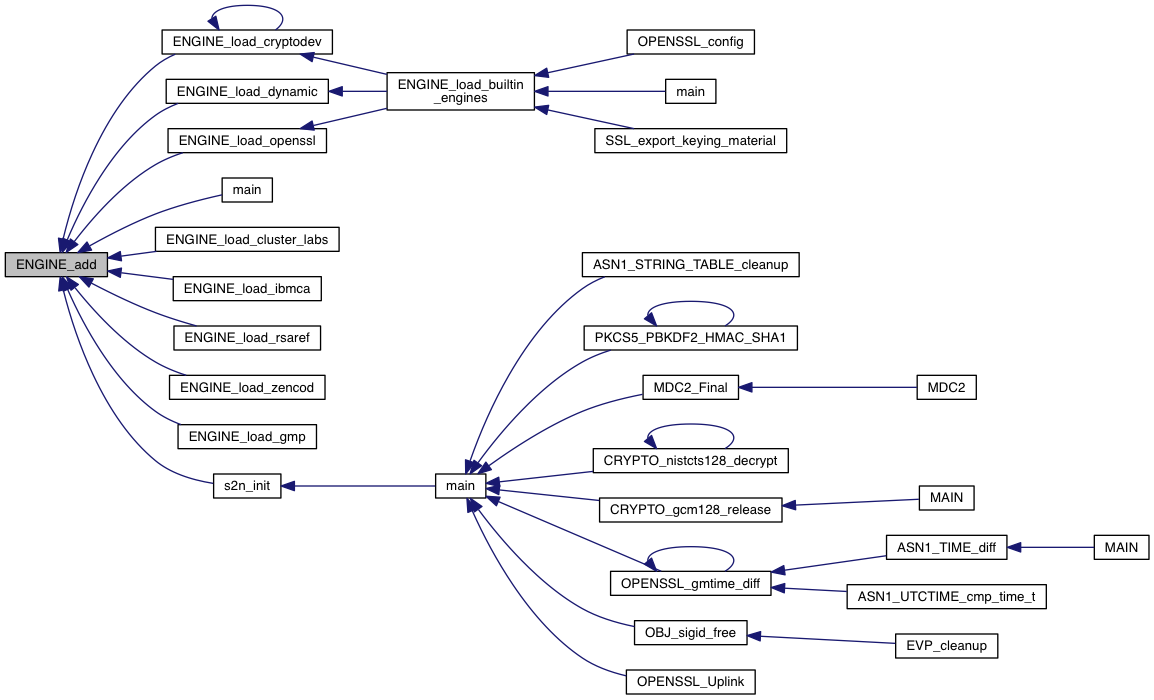 ENGINE_load_cryptodev
OPENSSL_config
ENGINE_load_dynamic
ENGINE_load_builtin
_engines
main
ENGINE_load_openssl
SSL_export_keying_material
main
ENGINE_load_cluster_labs
ENGINE_add
ASN1_STRING_TABLE_cleanup
ENGINE_load_ibmca
ENGINE_load_rsaref
PKCS5_PBKDF2_HMAC_SHA1
ENGINE_load_zencod
MDC2_Final
MDC2
ENGINE_load_gmp
CRYPTO_nistcts128_decrypt
s2n_init
main
CRYPTO_gcm128_release
MAIN
ASN1_TIME_diff
MAIN
OPENSSL_gmtime_diff
ASN1_UTCTIME_cmp_time_t
OBJ_sigid_free
EVP_cleanup
OPENSSL_Uplink